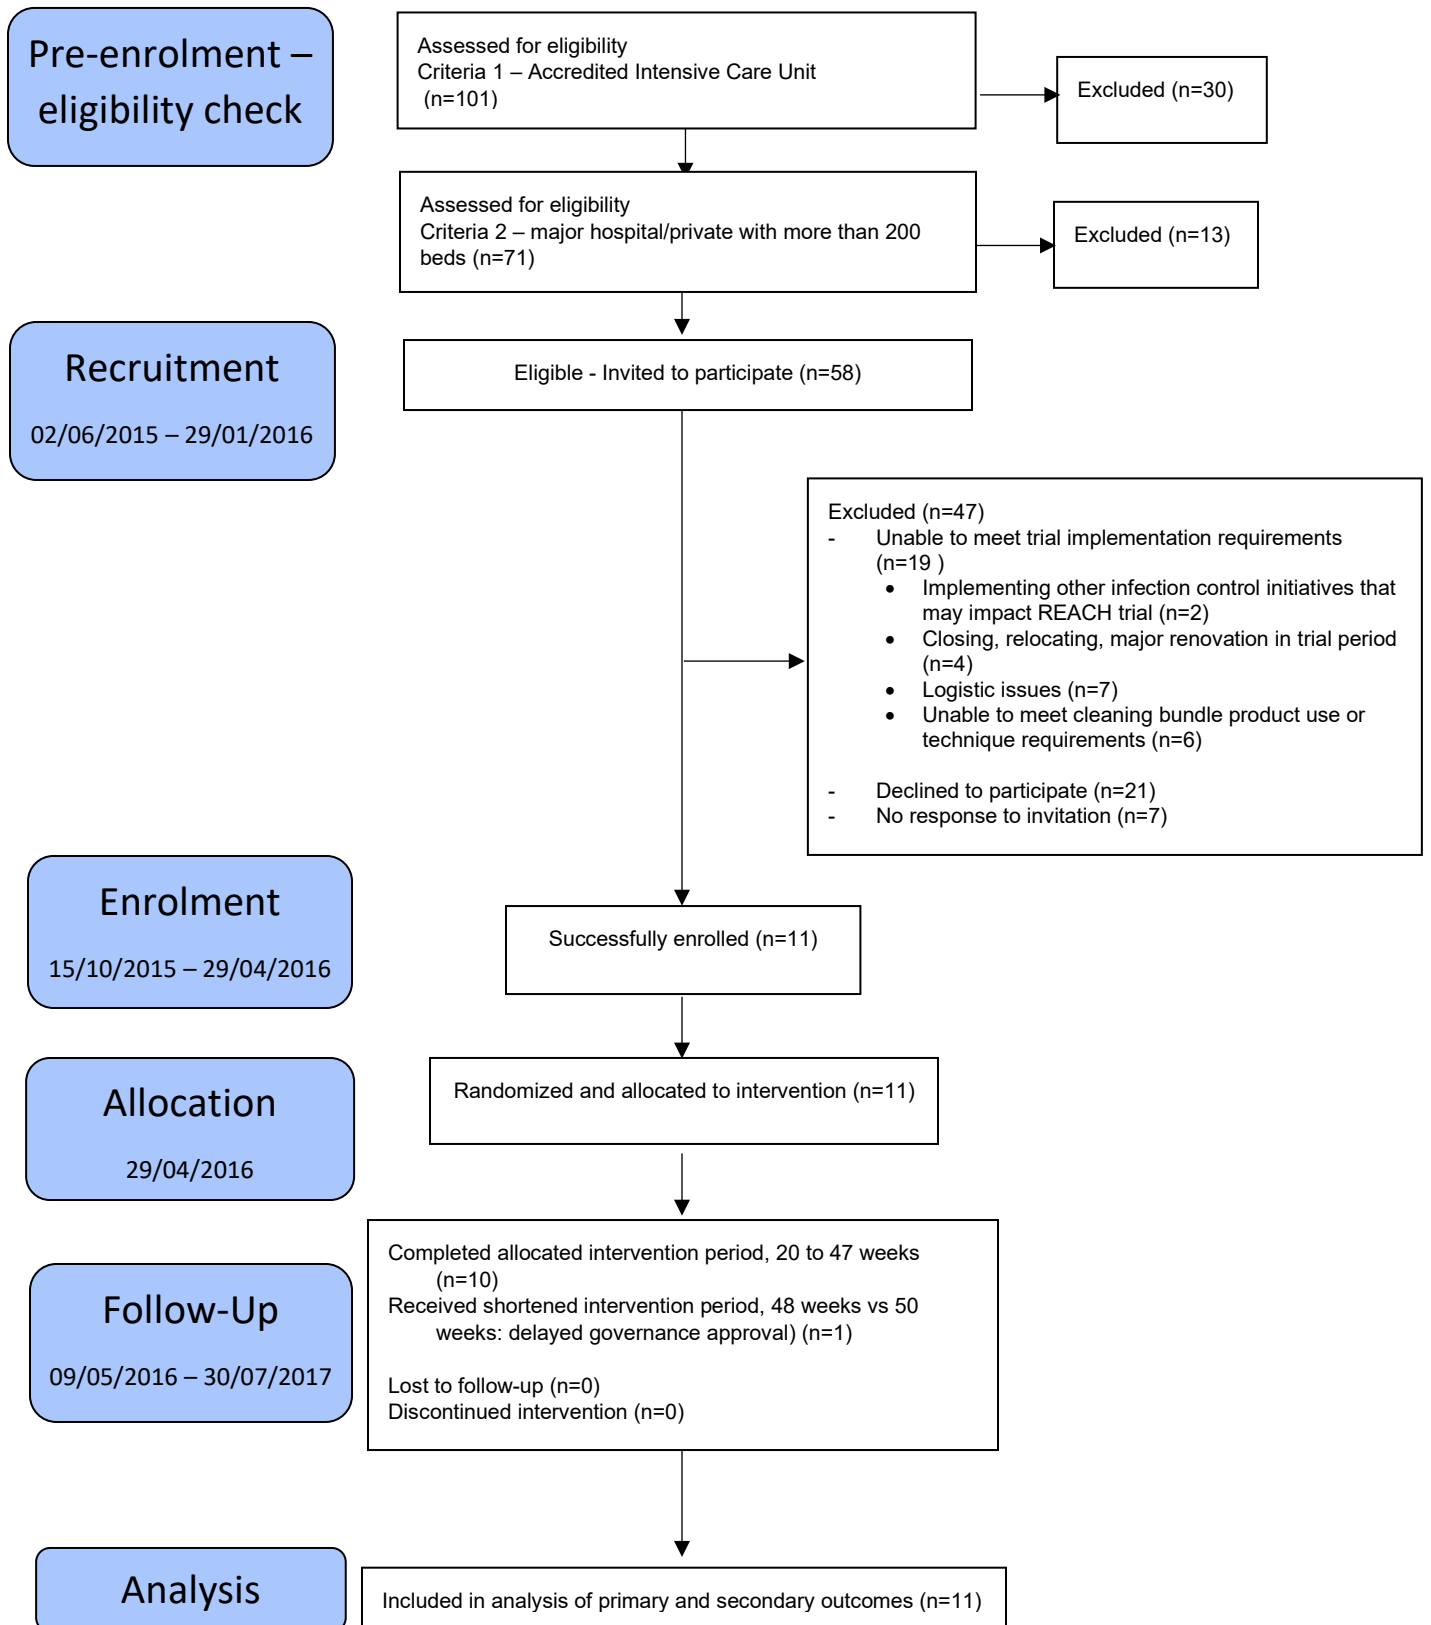 Pre-enrolment –
eligibility check
Assessed for eligibility
Criteria 1 – Accredited Intensive Care Unit
(n=101)
Excluded (n=30)
Assessed for eligibility
Criteria 2 – major hospital/private with more than 200
beds (n=71)
Excluded (n=13)
Recruitment
02/06/2015 – 29/01/2016
Eligible - Invited to participate (n=58)
Excluded (n=47)
- Unable to meet trial implementation requirements
(n=19 )
• Implementing other infection control initiatives that
may impact REACH trial (n=2)
• Closing, relocating, major renovation in trial period
(n=4)
• Logistic issues (n=7)
• Unable to meet cleaning bundle product use or
technique requirements (n=6)
- Declined to participate (n=21)
- No response to invitation (n=7)
Enrolment
15/10/2015 – 29/04/2016
Successfully enrolled (n=11)
Allocation
29/04/2016
Randomized and allocated to intervention (n=11)
Follow-Up
09/05/2016 – 30/07/2017
Completed allocated intervention period, 20 to 47 weeks
(n=10)
Received shortened intervention period, 48 weeks vs 50
weeks: delayed governance approval) (n=1)
Lost to follow-up (n=0)
Discontinued intervention (n=0)
Analysis
Included in analysis of primary and secondary outcomes (n=11)